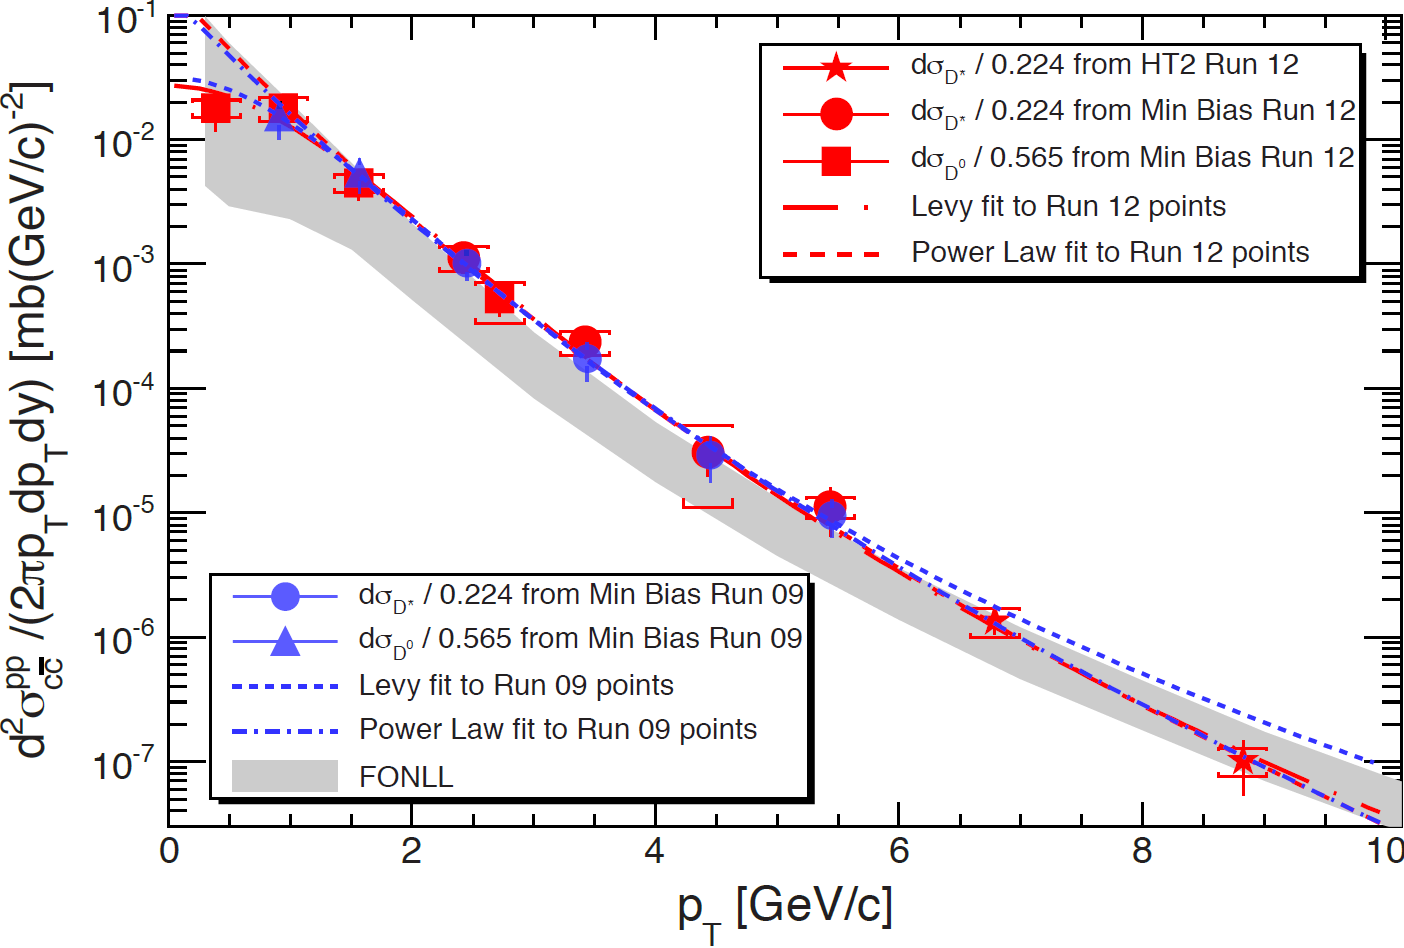 d²σ^pp_cc̄ /(2πp_T dp_T dy) [mb(GeV/c)^-2]
10^-1
10^-2
10^-3
10^-4
10^-5
10^-6
10^-7
dσ_D* / 0.224 from HT2 Run 12
dσ_D* / 0.224 from Min Bias Run 12
dσ_D⁰ / 0.565 from Min Bias Run 12
Levy fit to Run 12 points
Power Law fit to Run 12 points
dσ_D* / 0.224 from Min Bias Run 09
dσ_D⁰ / 0.565 from Min Bias Run 09
Levy fit to Run 09 points
Power Law fit to Run 09 points
FONLL
0 2 4 6 8 10
p_T [GeV/c]